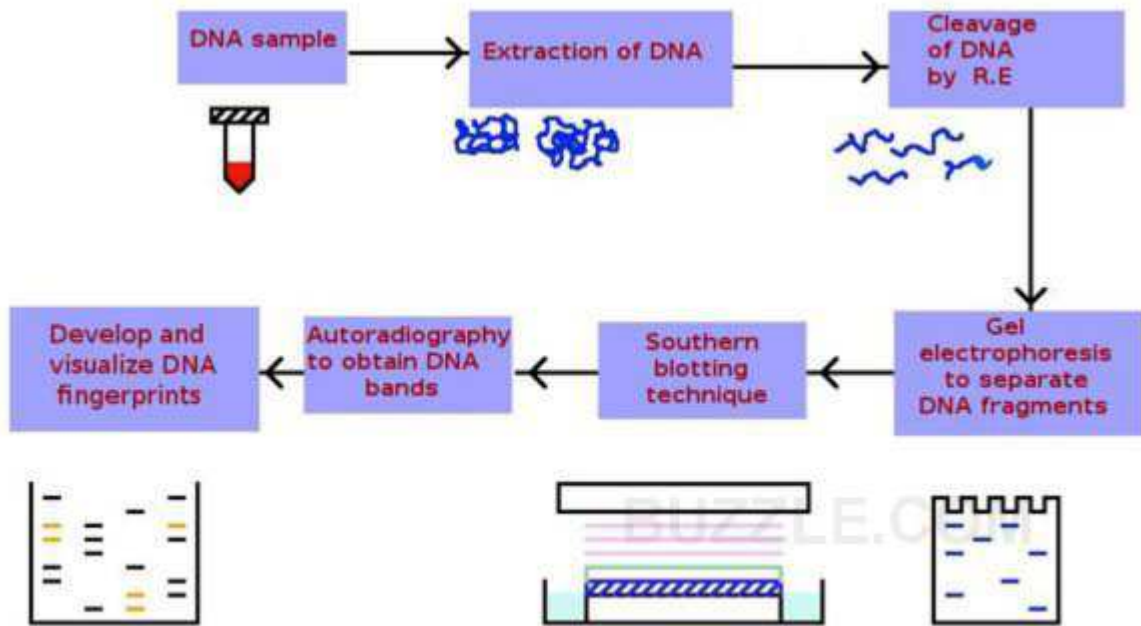 DNA sample
Extraction of DNA
Cleavage
of DNA
by R.E
Gel
electrophoresis
to separate
DNA fragments
Southern
blotting
technique
Autoradiography
to obtain DNA
bands
Develop and
visualize DNA
fingerprints
BUZZLE.COM